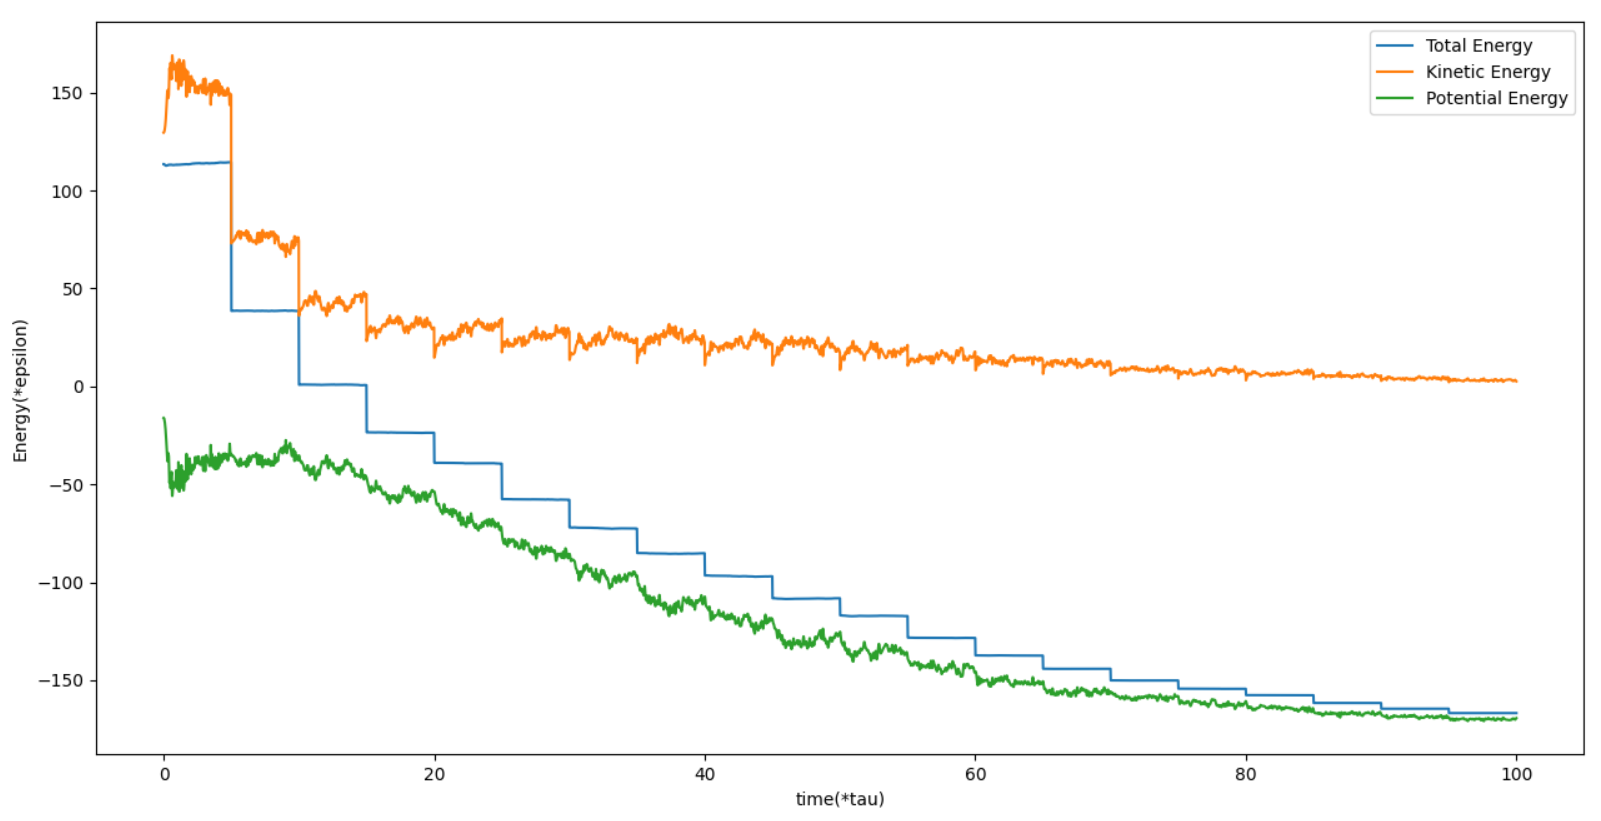 Total Energy
Kinetic Energy
Potential Energy
150
100
50
0
−50
−100
−150
Energy(*epsilon)
0 20 40 60 80 100
time(*tau)